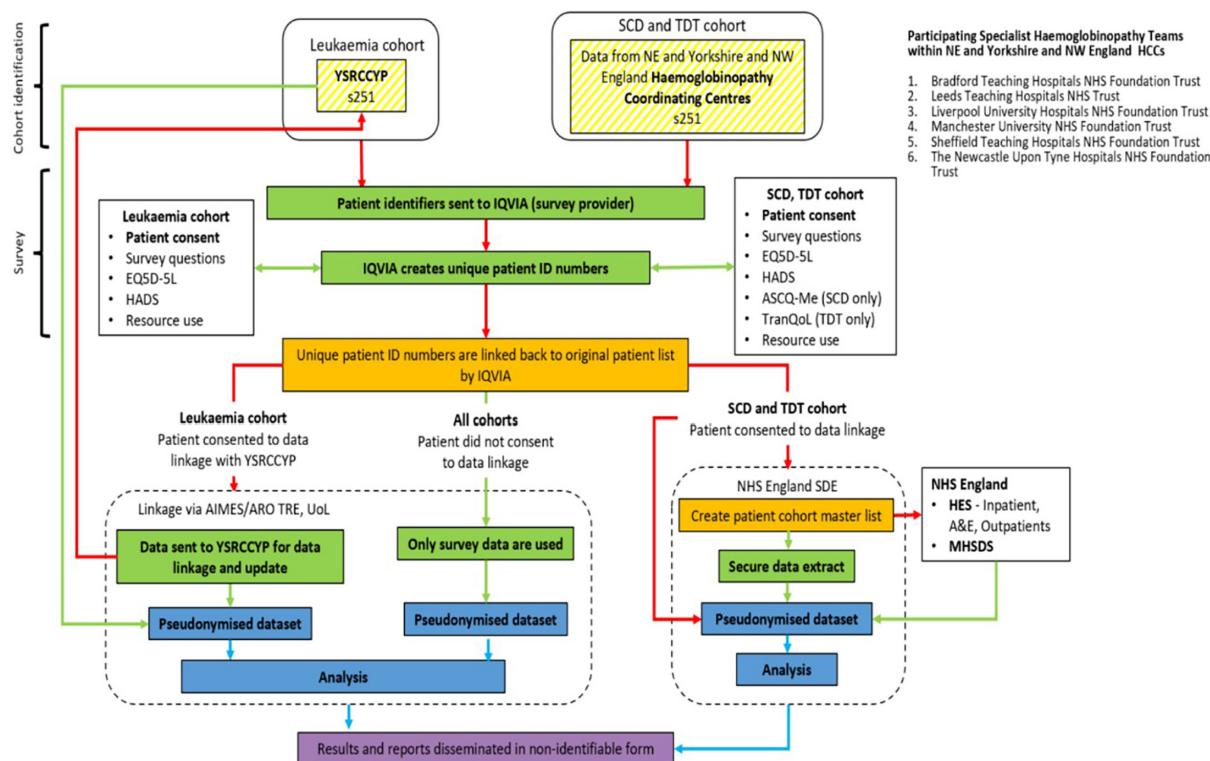 Cohort identification
Leukaemia cohort
YSRCCYP
s251
SCD and TDT cohort
Data from NE and Yorkshire and NW
England Haemoglobinopathy
Coordinating Centres
s251
Participating Specialist Haemoglobinopathy Teams
within NE and Yorkshire and NW England HCCs
1. Bradford Teaching Hospitals NHS Foundation Trust
2. Leeds Teaching Hospitals NHS Trust
3. Liverpool University Hospitals NHS Foundation Trust
4. Manchester University NHS Foundation Trust
5. Sheffield Teaching Hospitals NHS Foundation Trust
6. The Newcastle Upon Tyne Hospitals NHS Foundation
Trust
Survey
Patient identifiers sent to IQVIA (survey provider)
Leukaemia cohort
• Patient consent
• Survey questions
• EQ5D-5L
• HADS
• Resource use
IQVIA creates unique patient ID numbers
SCD, TDT cohort
• Patient consent
• Survey questions
• EQ5D-5L
• HADS
• ASCQ-Me (SCD only)
• TranQoL (TDT only)
• Resource use
Unique patient ID numbers are linked back to original patient list
by IQVIA
Leukaemia cohort
Patient consented to data
linkage with YSRCCYP
All cohorts
Patient did not consent
to data linkage
SCD and TDT cohort
Patient consented to data linkage
Linkage via AIMES/ARO TRE, UoL
Data sent to YSRCCYP for data
linkage and update
Pseudonymised dataset
Only survey data are used
Pseudonymised dataset
Analysis
NHS England SDE
Create patient cohort master list
Secure data extract
Pseudonymised dataset
Analysis
NHS England
• HES - Inpatient,
A&E, Outpatients
• MHSDS
Results and reports disseminated in non-identifiable form